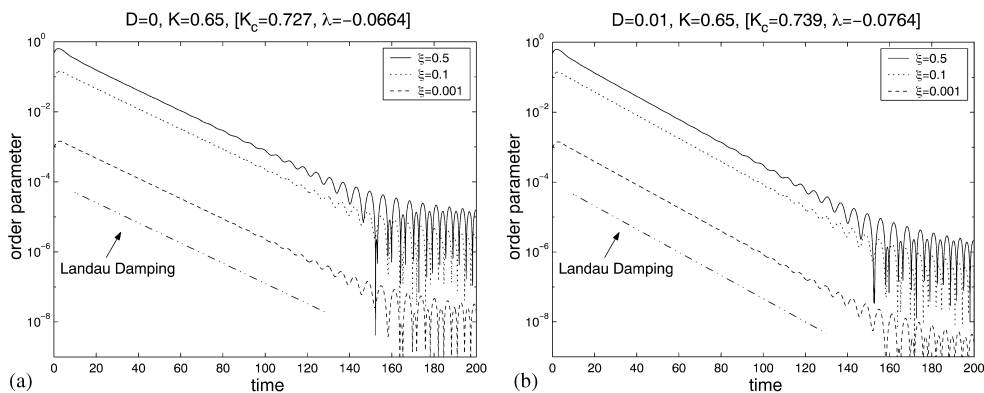 D=0, K=0.65, [K_c=0.727, λ=−0.0664]
10^0
10^−2
10^−4
10^−6
10^−8
order parameter
ξ=0.5
ξ=0.1
ξ=0.001
Landau Damping
0 20 40 60 80 100 120 140 160 180 200
(a)
time
D=0.01, K=0.65, [K_c=0.739, λ=−0.0764]
10^0
10^−2
10^−4
10^−6
10^−8
order parameter
ξ=0.5
ξ=0.1
ξ=0.001
Landau Damping
0 20 40 60 80 100 120 140 160 180 200
(b)
time